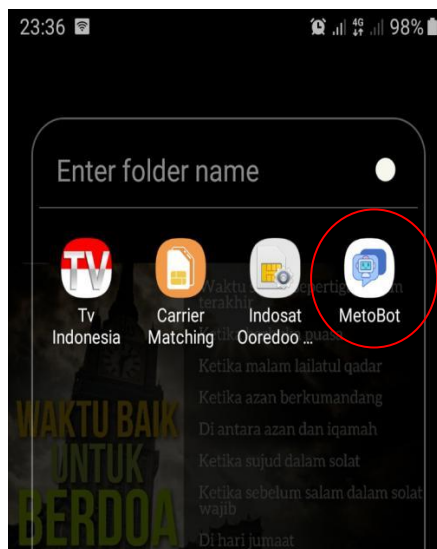 23:36
4G
98%
Enter folder name
TV
Tv Indonesia
Carrier Matching
Indosat Ooredoo ...
MetoBot
terakhir
Ketika malam lailatul qadar
Ketika azan berkumandang
Di antara azan dan iqamah
Ketika sujud dalam solat
Ketika sebelum salam dalam solat
wajib
Di hari jumaat
WAKTU BAIK
UNTUK
BERDOA